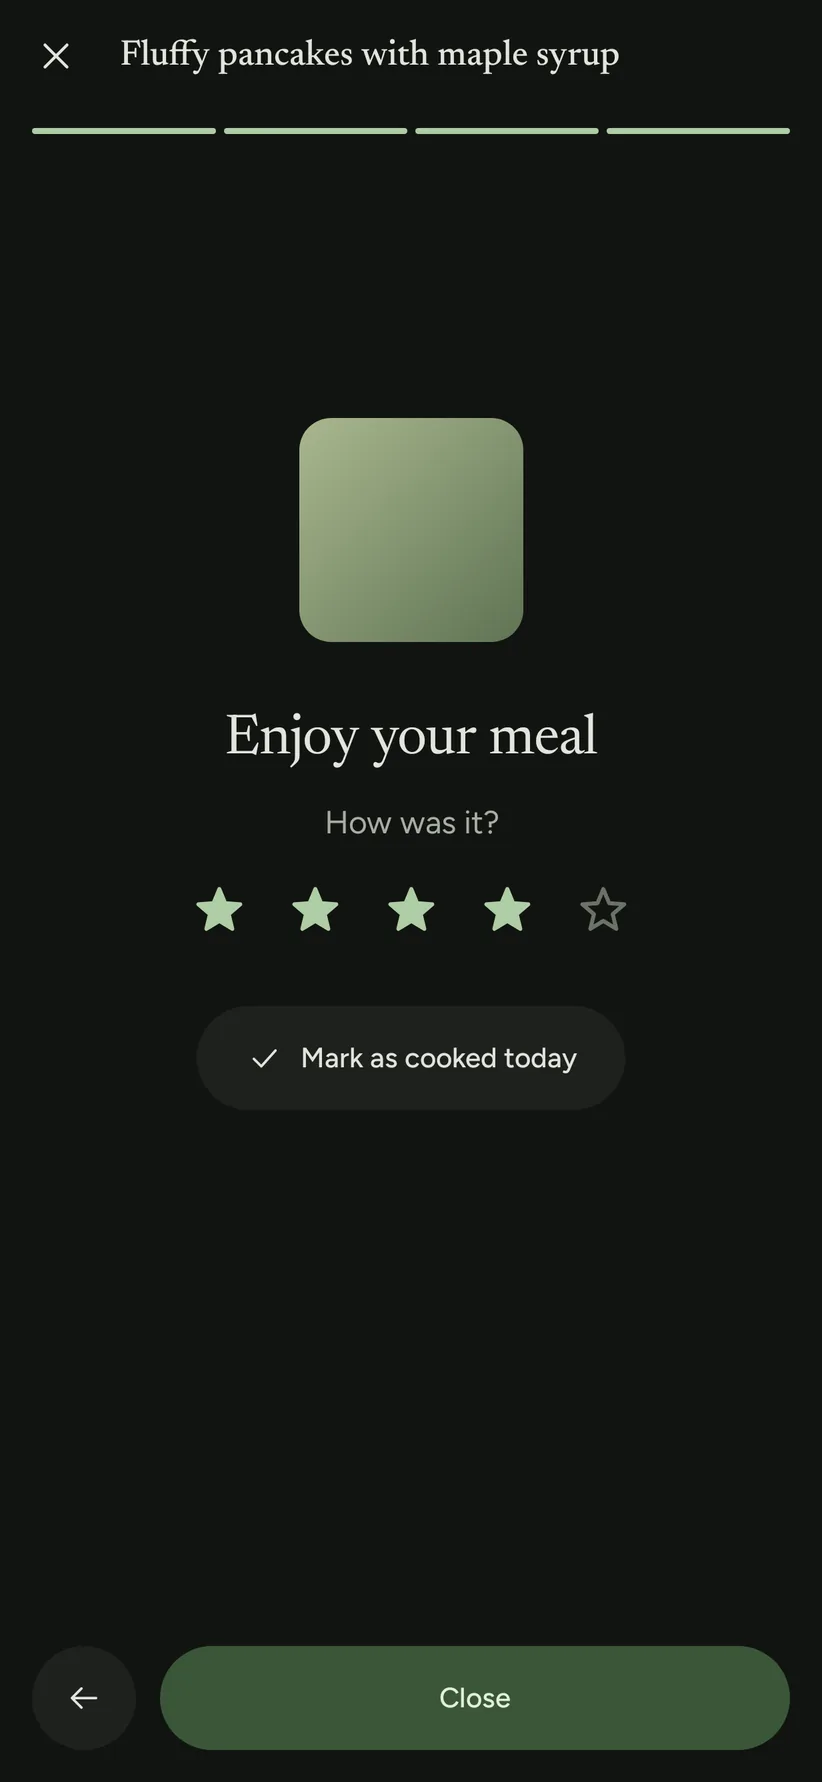 Fluffy pancakes with maple syrup
Enjoy your meal
How was it?
Mark as cooked today
Close